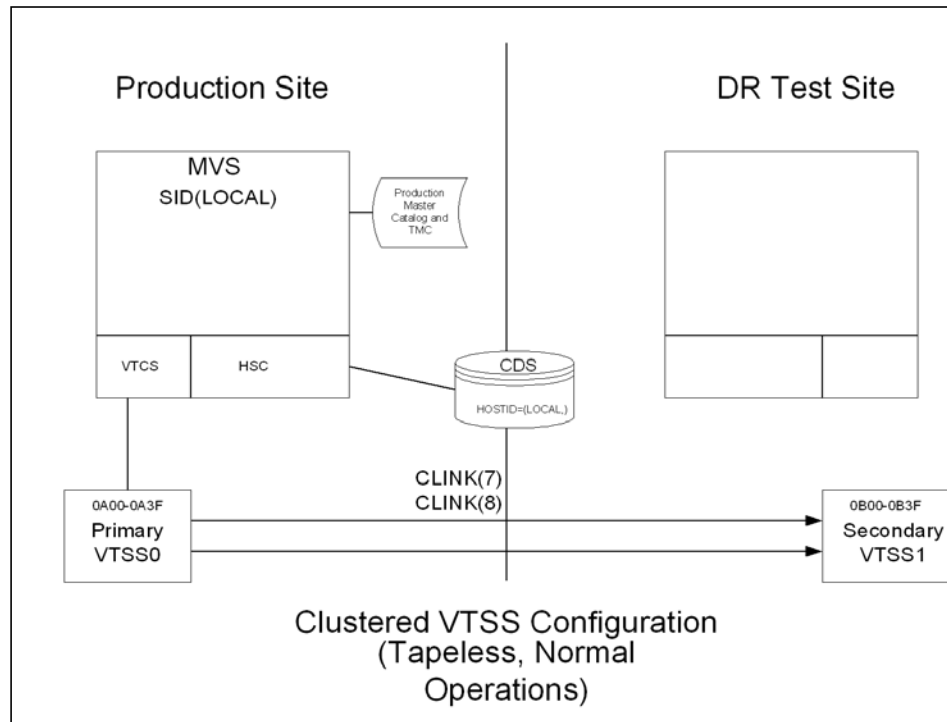 Production Site
DR Test Site
MVS
SID(LOCAL)
Production
Master
Catalog and
TMC
VTCS
HSC
CDS
HOSTID=(LOCAL,)
CLINK(7)
CLINK(8)
0A00-0A3F
Primary
VTSS0
0B00-0B3F
Secondary
VTSS1
Clustered VTSS Configuration
(Tapeless, Normal
Operations)